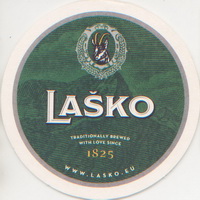 LAŠKO
TRADITIONALLY BREWED
WITH LOVE SINCE
1825
WWW.LASKO.EU